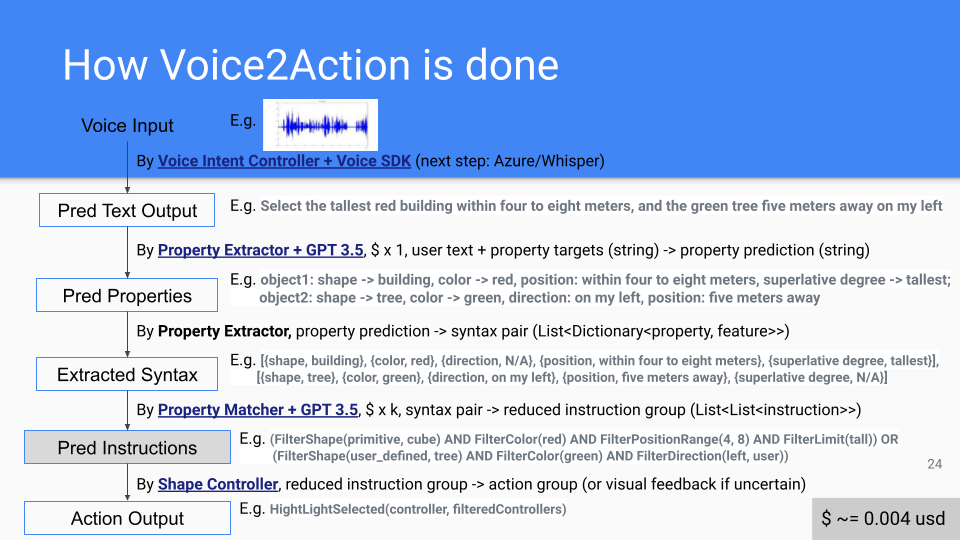 How Voice2Action is done
Voice Input
E.g.
By Voice Intent Controller + Voice SDK (next step: Azure/Whisper)
Pred Text Output
E.g. Select the tallest red building within four to eight meters, and the green tree five meters away on my left
By Property Extractor + GPT 3.5, $ x 1, user text + property targets (string) -> property prediction (string)
Pred Properties
E.g. object1: shape -> building, color -> red, position: within four to eight meters, superlative degree -> tallest;
object2: shape -> tree, color -> green, direction: on my left, position: five meters away
By Property Extractor, property prediction -> syntax pair (List<Dictionary<property, feature>>)
Extracted Syntax
E.g. [{shape, building}, {color, red}, {direction, N/A}, {position, within four to eight meters}, {superlative degree, tallest}],
[{shape, tree}, {color, green}, {direction, on my left}, {position, five meters away}, {superlative degree, N/A}]
By Property Matcher + GPT 3.5, $ x k, syntax pair -> reduced instruction group (List<List<instruction>>)
Pred Instructions
E.g. (FilterShape(primitive, cube) AND FilterColor(red) AND FilterPositionRange(4, 8) AND FilterLimit(tall)) OR
(FilterShape(user_defined, tree) AND FilterColor(green) AND FilterDirection(left, user))
24
By Shape Controller, reduced instruction group -> action group (or visual feedback if uncertain)
Action Output
E.g. HightLightSelected(controller, filteredControllers)
$ ~= 0.004 usd